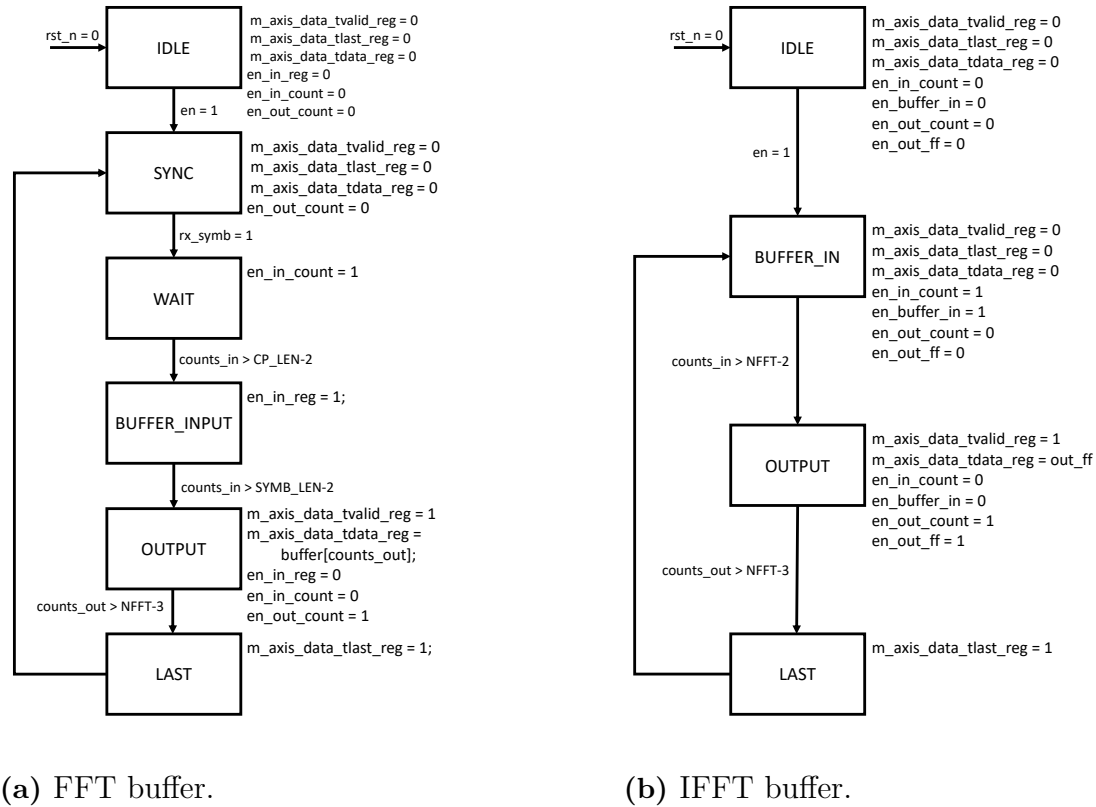 rst_n = 0
IDLE
m_axis_data_tvalid_reg = 0
m_axis_data_tlast_reg = 0
m_axis_data_tdata_reg = 0
en_in_reg = 0
en_in_count = 0
en_out_count = 0
en = 1
SYNC
m_axis_data_tvalid_reg = 0
m_axis_data_tlast_reg = 0
m_axis_data_tdata_reg = 0
en_out_count = 0
rx_symb = 1
WAIT
en_in_count = 1
counts_in > CP_LEN-2
BUFFER_INPUT
en_in_reg = 1;
counts_in > SYMB_LEN-2
OUTPUT
m_axis_data_tvalid_reg = 1
m_axis_data_tdata_reg =
buffer[counts_out];
en_in_reg = 0
en_in_count = 0
en_out_count = 1
counts_out > NFFT-3
LAST
m_axis_data_tlast_reg = 1;
(a) FFT buffer.
rst_n = 0
IDLE
m_axis_data_tvalid_reg = 0
m_axis_data_tlast_reg = 0
m_axis_data_tdata_reg = 0
en_in_count = 0
en_buffer_in = 0
en_out_count = 0
en_out_ff = 0
en = 1
BUFFER_IN
m_axis_data_tvalid_reg = 0
m_axis_data_tlast_reg = 0
m_axis_data_tdata_reg = 0
en_in_count = 1
en_buffer_in = 1
en_out_count = 0
en_out_ff = 0
counts_in > NFFT-2
OUTPUT
m_axis_data_tvalid_reg = 1
m_axis_data_tdata_reg = out_ff
en_in_count = 0
en_buffer_in = 0
en_out_count = 1
en_out_ff = 1
counts_out > NFFT-3
LAST
m_axis_data_tlast_reg = 1
(b) IFFT buffer.